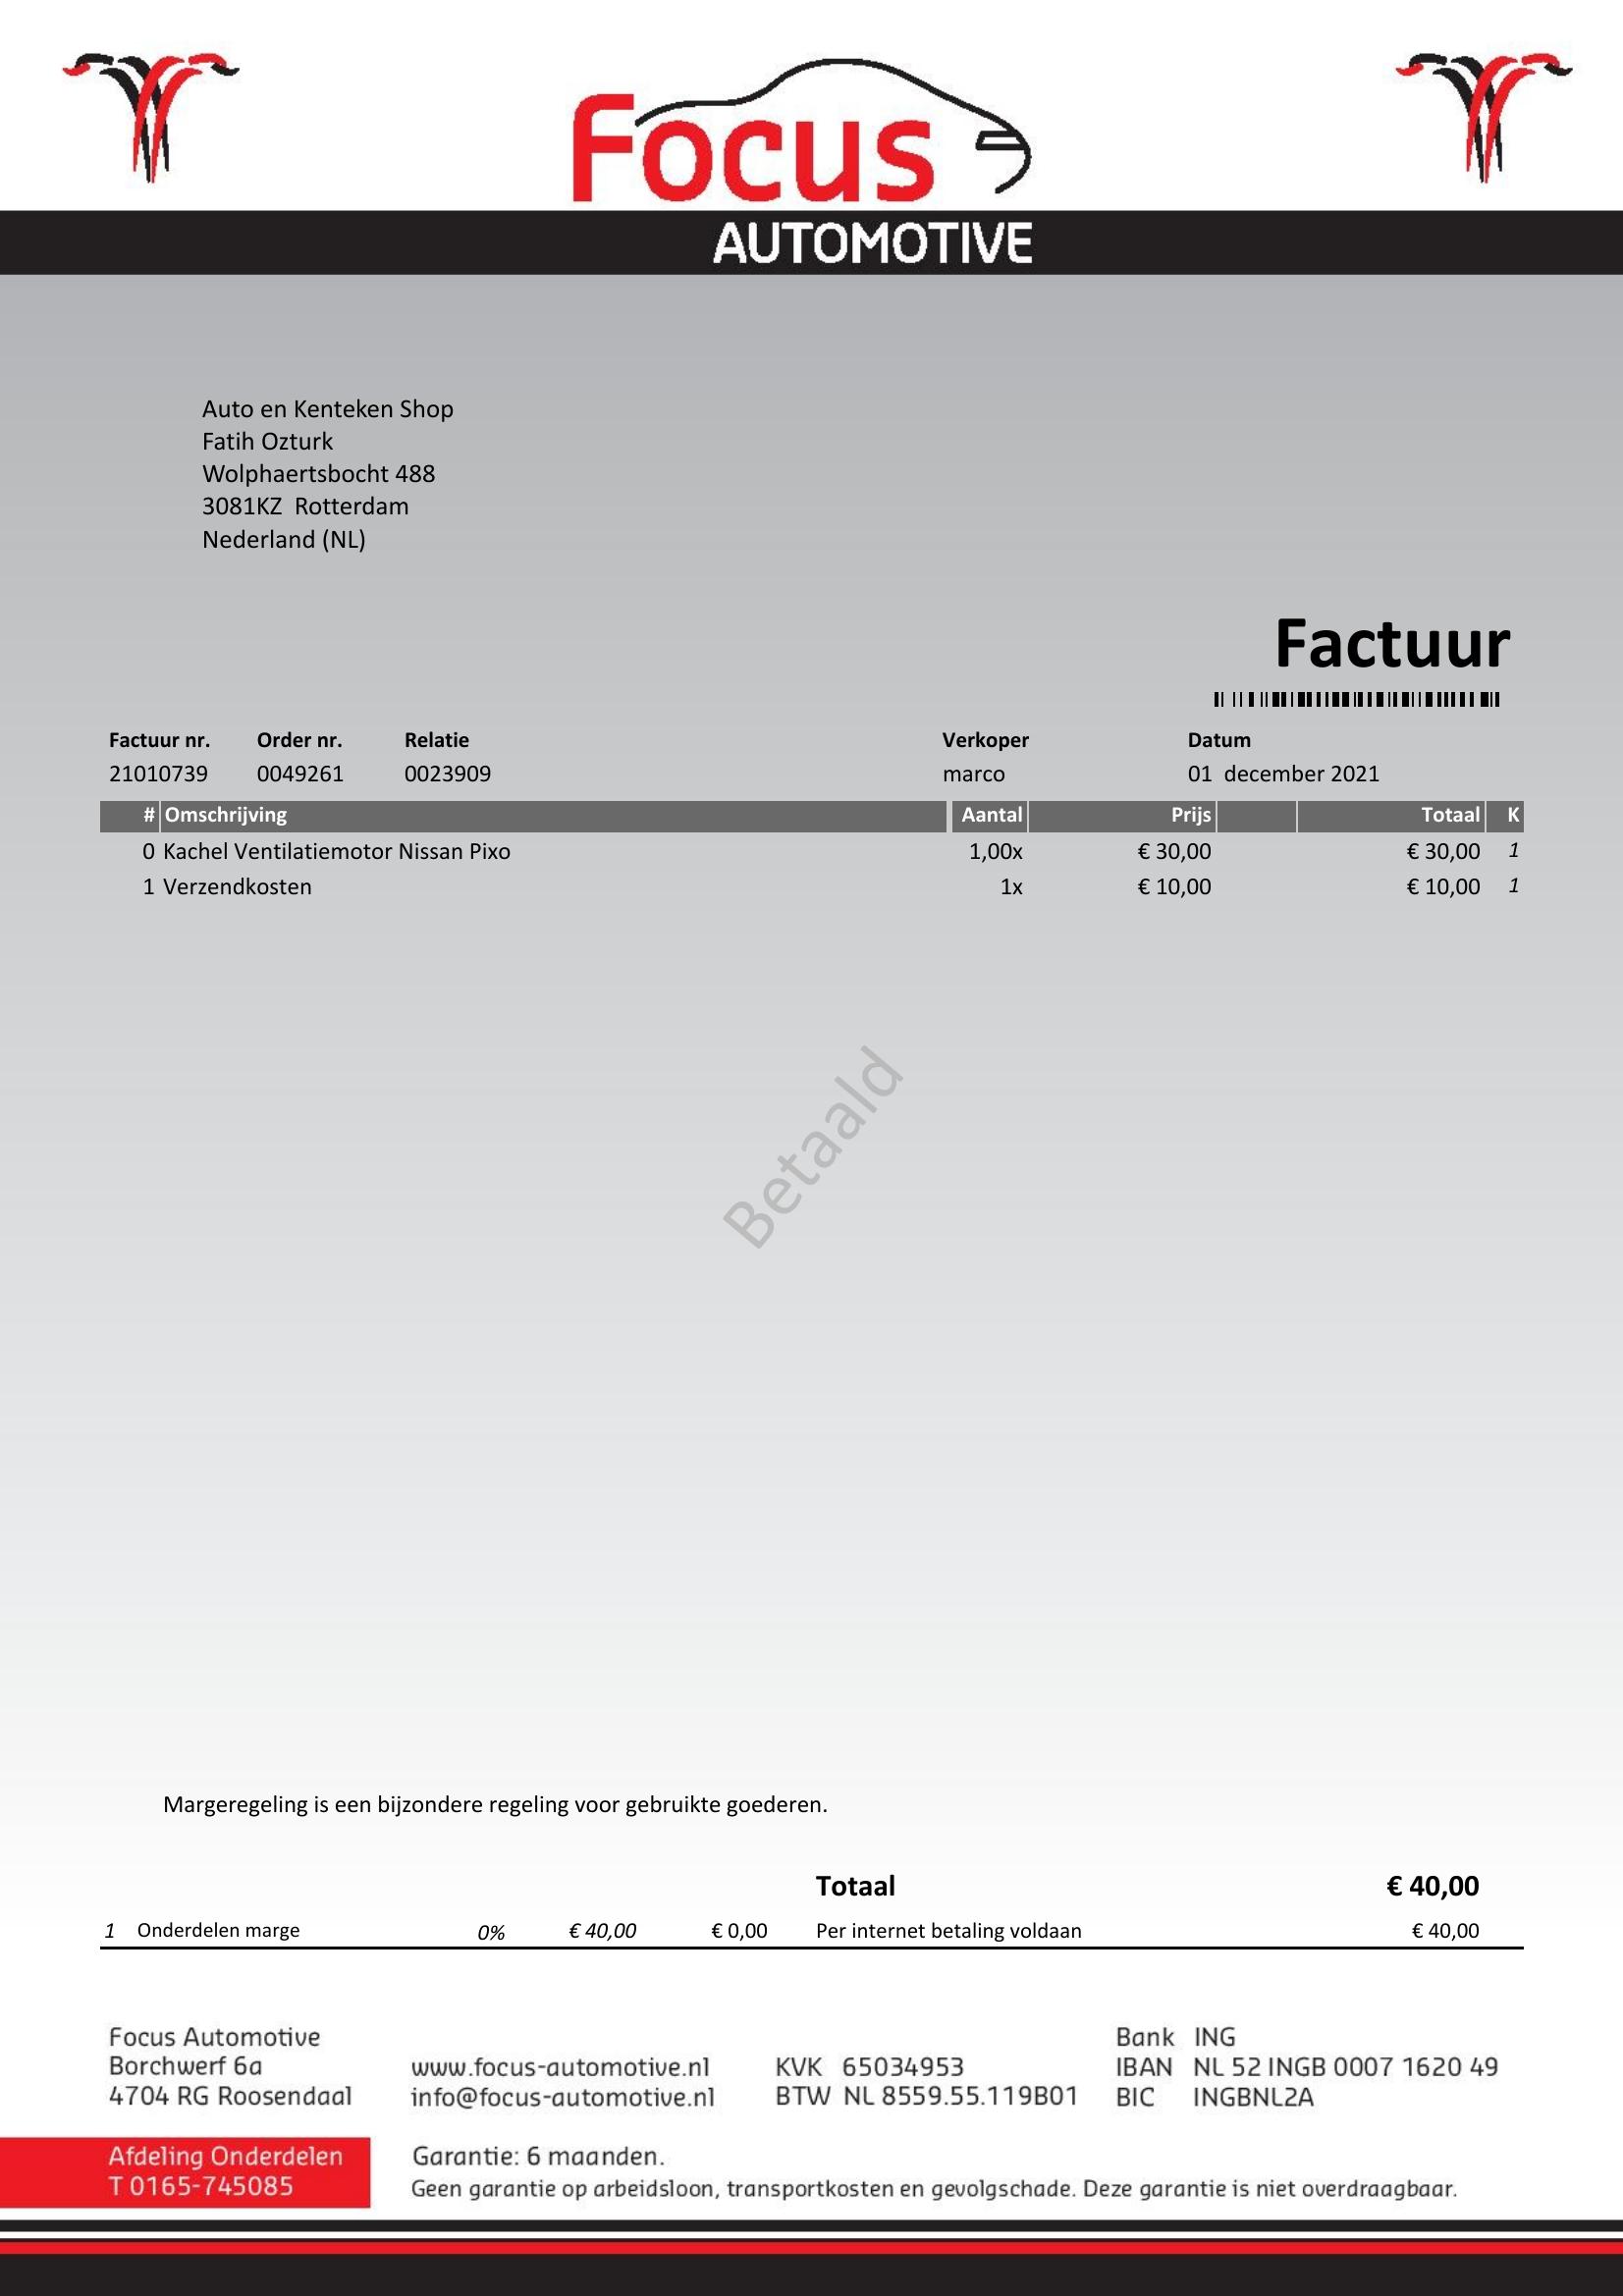 Focus
AUTOMOTIVE
Auto en Kenteken Shop
Fatih Ozturk
Wolphaertsbocht 488
3081KZ  Rotterdam
Nederland (NL)
Factuur
Factuur nr. Order nr. Relatie Verkoper Datum
21010739 0049261 0023909 marco 01  december 2021
# Omschrijving Aantal Prijs Totaal K
0 Kachel Ventilatiemotor Nissan Pixo 1,00x € 30,00 € 30,00 1
1 Verzendkosten 1x € 10,00 € 10,00 1
Betaald
Margeregeling is een bijzondere regeling voor gebruikte goederen.
Totaal € 40,00
1 Onderdelen marge 0% € 40,00 € 0,00 Per internet betaling voldaan € 40,00
Focus Automotive Bank ING
Borchwerf 6a www.focus-automotive.nl KVK 65034953 IBAN NL 52 INGB 0007 1620 49
4704 RG Roosendaal info@focus-automotive.nl BTW NL 8559.55.119B01 BIC INGBNL2A
Afdeling Onderdelen Garantie: 6 maanden.
T 0165-745085 Geen garantie op arbeidsloon, transportkosten en gevolgschade. Deze garantie is niet overdraagbaar.